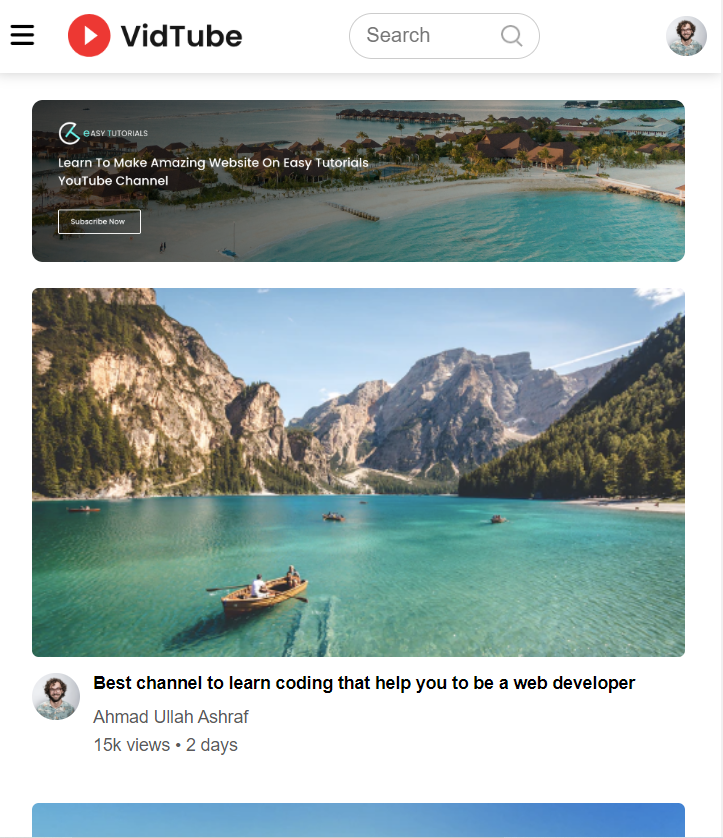 VidTube
Search
EASY TUTORIALS
Learn To Make Amazing Website On Easy Tutorials
YouTube Channel
Subscribe Now
Best channel to learn coding that help you to be a web developer
Ahmad Ullah Ashraf
15k views • 2 days